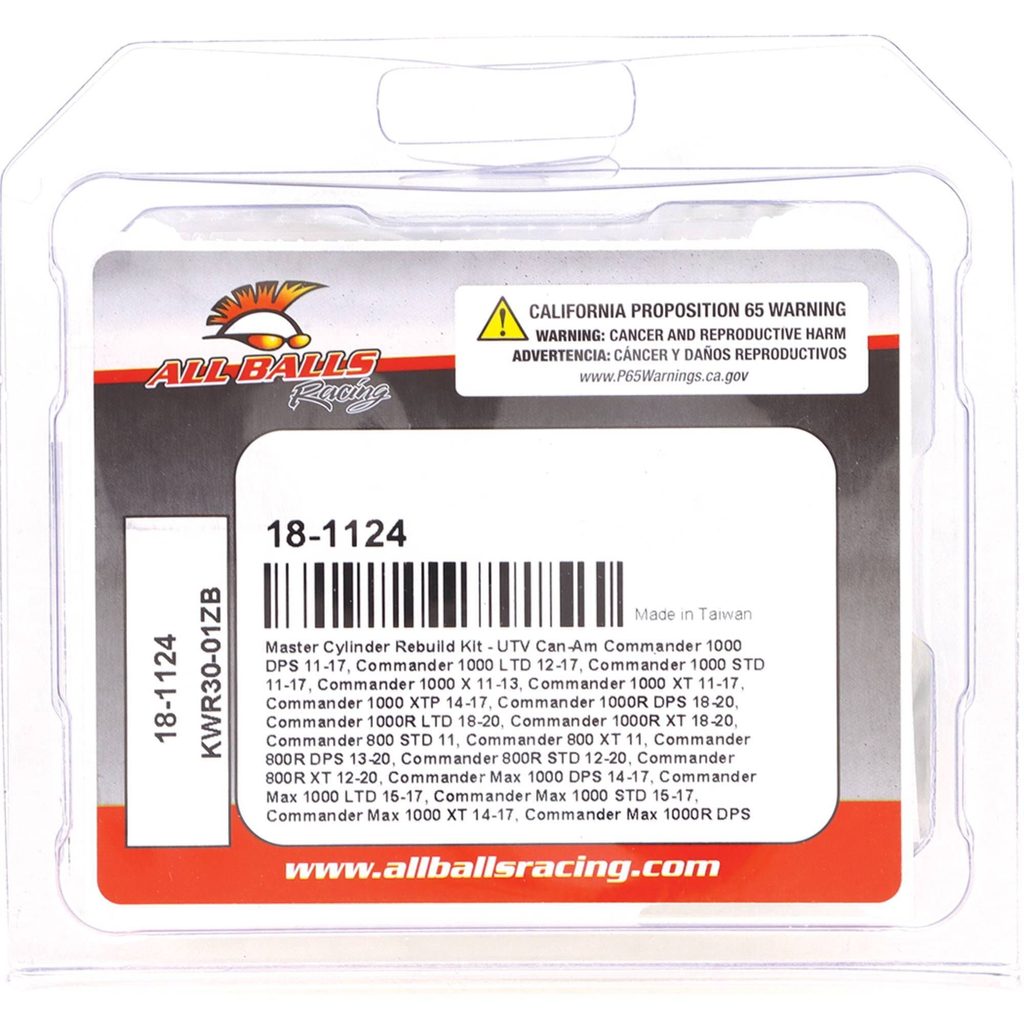 ALL BALLS
Racing
CALIFORNIA PROPOSITION 65 WARNING
WARNING: CANCER AND REPRODUCTIVE HARM
ADVERTENCIA: CÁNCER Y DAÑOS REPRODUCTIVOS
www.P65Warnings.ca.gov
18-1124
KWR30-01ZB
18-1124
Made in Taiwan
Master Cylinder Rebuild Kit - UTV Can-Am Commander 1000
DPS 11-17, Commander 1000 LTD 12-17, Commander 1000 STD
11-17, Commander 1000 X 11-13, Commander 1000 XT 11-17,
Commander 1000 XTP 14-17, Commander 1000R DPS 18-20,
Commander 1000R LTD 18-20, Commander 1000R XT 18-20,
Commander 800 STD 11, Commander 800 XT 11, Commander
800R DPS 13-20, Commander 800R STD 12-20, Commander
800R XT 12-20, Commander Max 1000 DPS 14-17, Commander
Max 1000 LTD 15-17, Commander Max 1000 STD 15-17,
Commander Max 1000 XT 14-17, Commander Max 1000R DPS
www.allballsracing.com